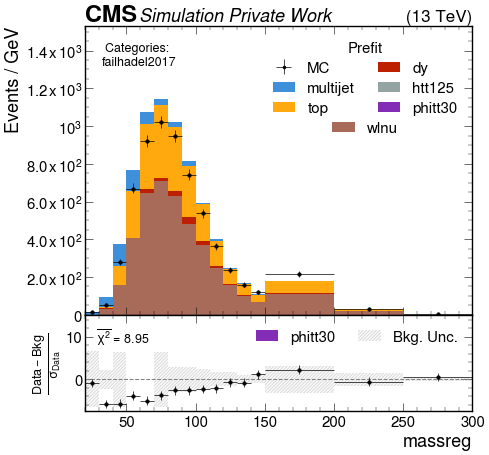 CMS Simulation Private Work (13 TeV)
Categories:
failhadel2017
Prefit
MC
dy
multijet
htt125
top
phitt30
wlnu
Events / GeV
1.4 x 10³
1.2 x 10³
10³
8.0 x 10²
6.0 x 10²
4.0 x 10²
2.0 x 10²
0
χ² = 8.95
phitt30
Bkg. Unc.
Data − Bkg
σData
10
0
50 100 150 200 250 300
massreg